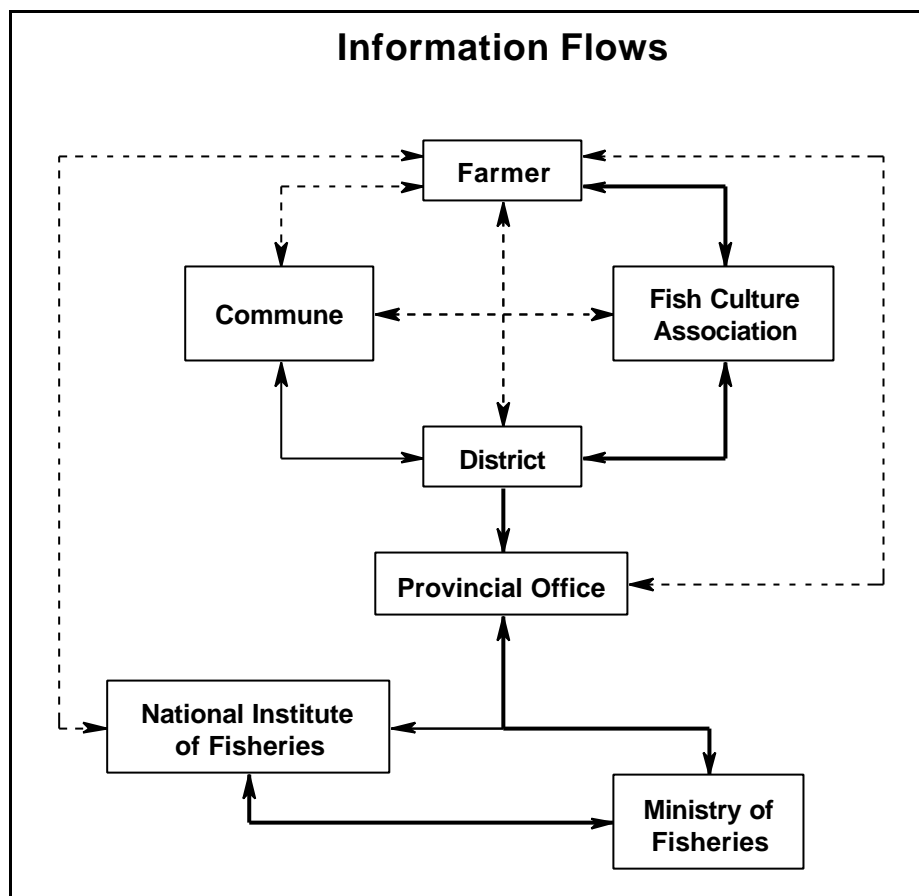 Information Flows
Farmer
Commune
Fish Culture
Association
District
Provincial Office
National Institute
of Fisheries
Ministry of
Fisheries